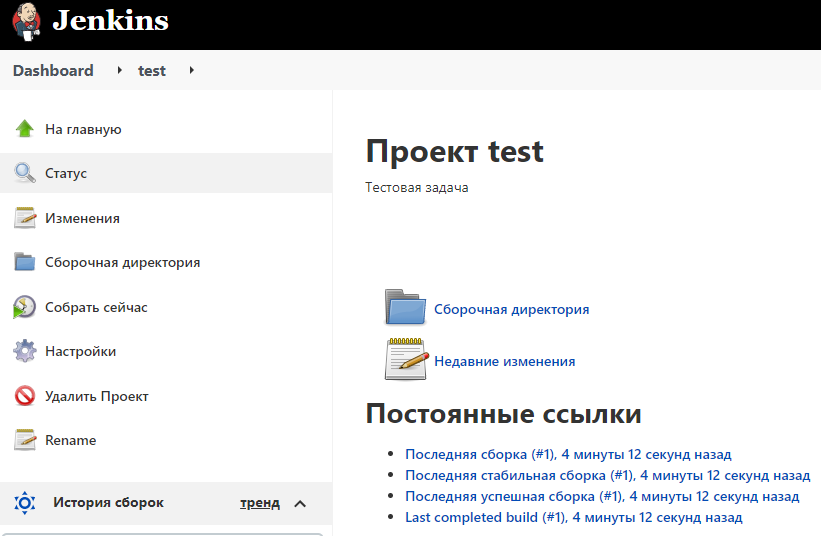 Jenkins
Dashboard
test
На главную
Статус
Изменения
Сборочная директория
Собрать сейчас
Настройки
Удалить Проект
Rename
История сборок
тренд
Проект test
Тестовая задача
Сборочная директория
Недавние изменения
Постоянные ссылки
Последняя сборка (#1), 4 минуты 12 секунд назад
Последняя стабильная сборка (#1), 4 минуты 12 секунд назад
Последняя успешная сборка (#1), 4 минуты 12 секунд назад
Last completed build (#1), 4 минуты 12 секунд назад